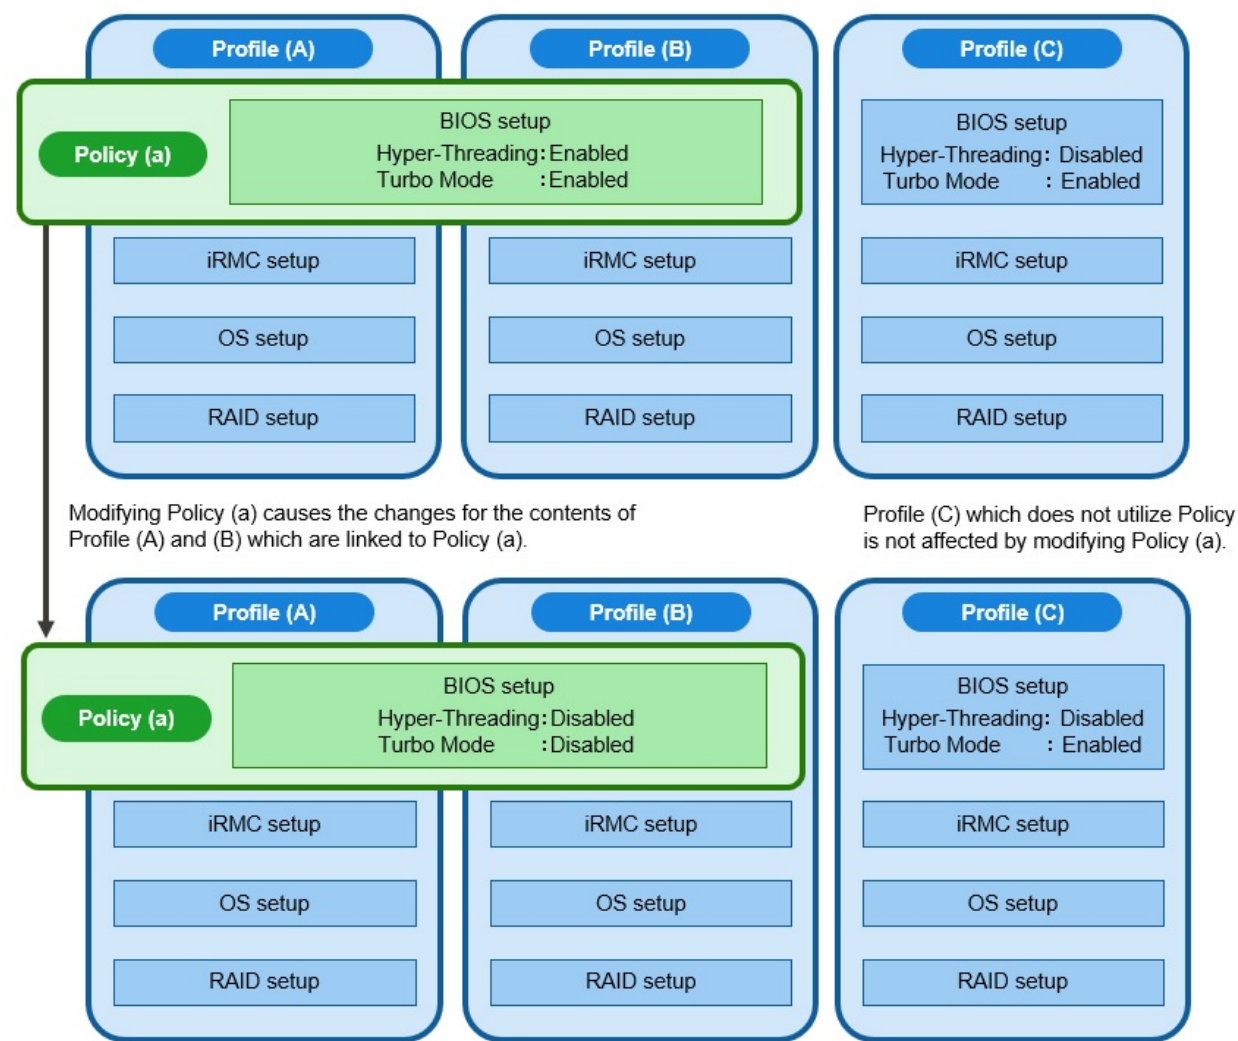 Profile (A)
Profile (B)
Profile (C)
Policy (a)
BIOS setup
Hyper-Threading:Enabled
Turbo Mode :Enabled
BIOS setup
Hyper-Threading: Disabled
Turbo Mode : Enabled
iRMC setup
iRMC setup
iRMC setup
OS setup
OS setup
OS setup
RAID setup
RAID setup
RAID setup
Modifying Policy (a) causes the changes for the contents of
Profile (A) and (B) which are linked to Policy (a).
Profile (C) which does not utilize Policy
is not affected by modifying Policy (a).
Profile (A)
Profile (B)
Profile (C)
Policy (a)
BIOS setup
Hyper-Threading:Disabled
Turbo Mode :Disabled
BIOS setup
Hyper-Threading: Disabled
Turbo Mode : Enabled
iRMC setup
iRMC setup
iRMC setup
OS setup
OS setup
OS setup
RAID setup
RAID setup
RAID setup